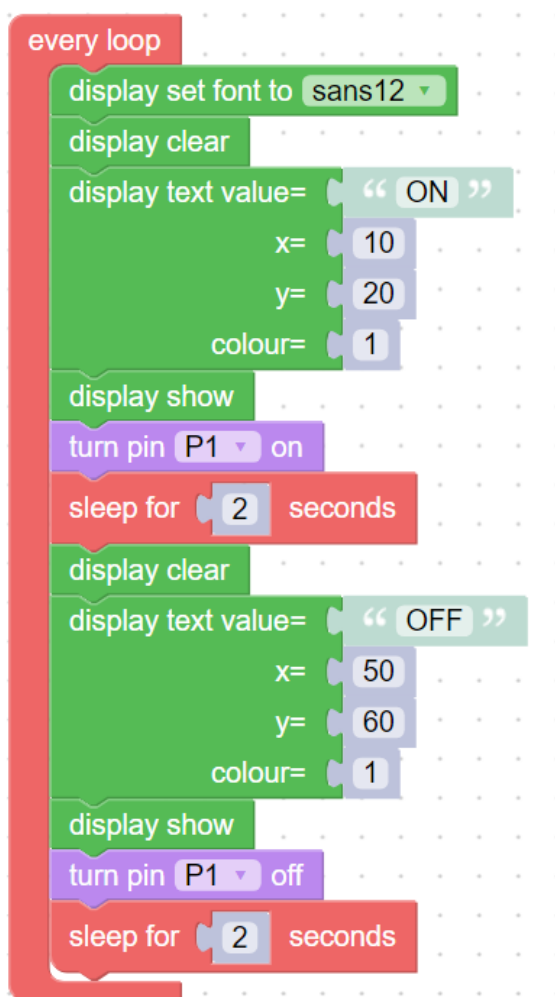 every loop
display set font to sans12
display clear
display text value= “ ON ”
x= 10
y= 20
colour= 1
display show
turn pin P1 on
sleep for 2 seconds
display clear
display text value= “ OFF ”
x= 50
y= 60
colour= 1
display show
turn pin P1 off
sleep for 2 seconds